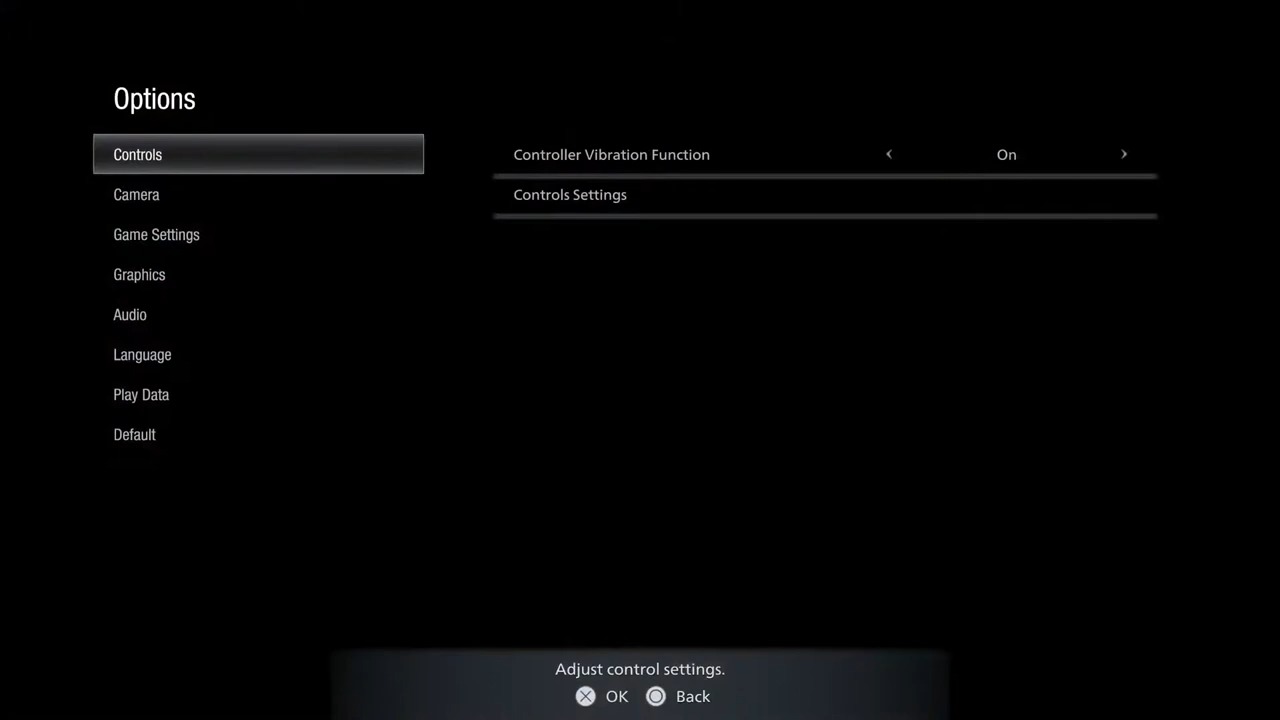 Options
Controls
Controller Vibration Function On
Camera
Controls Settings
Game Settings
Graphics
Audio
Language
Play Data
Default
Adjust control settings.
OK Back